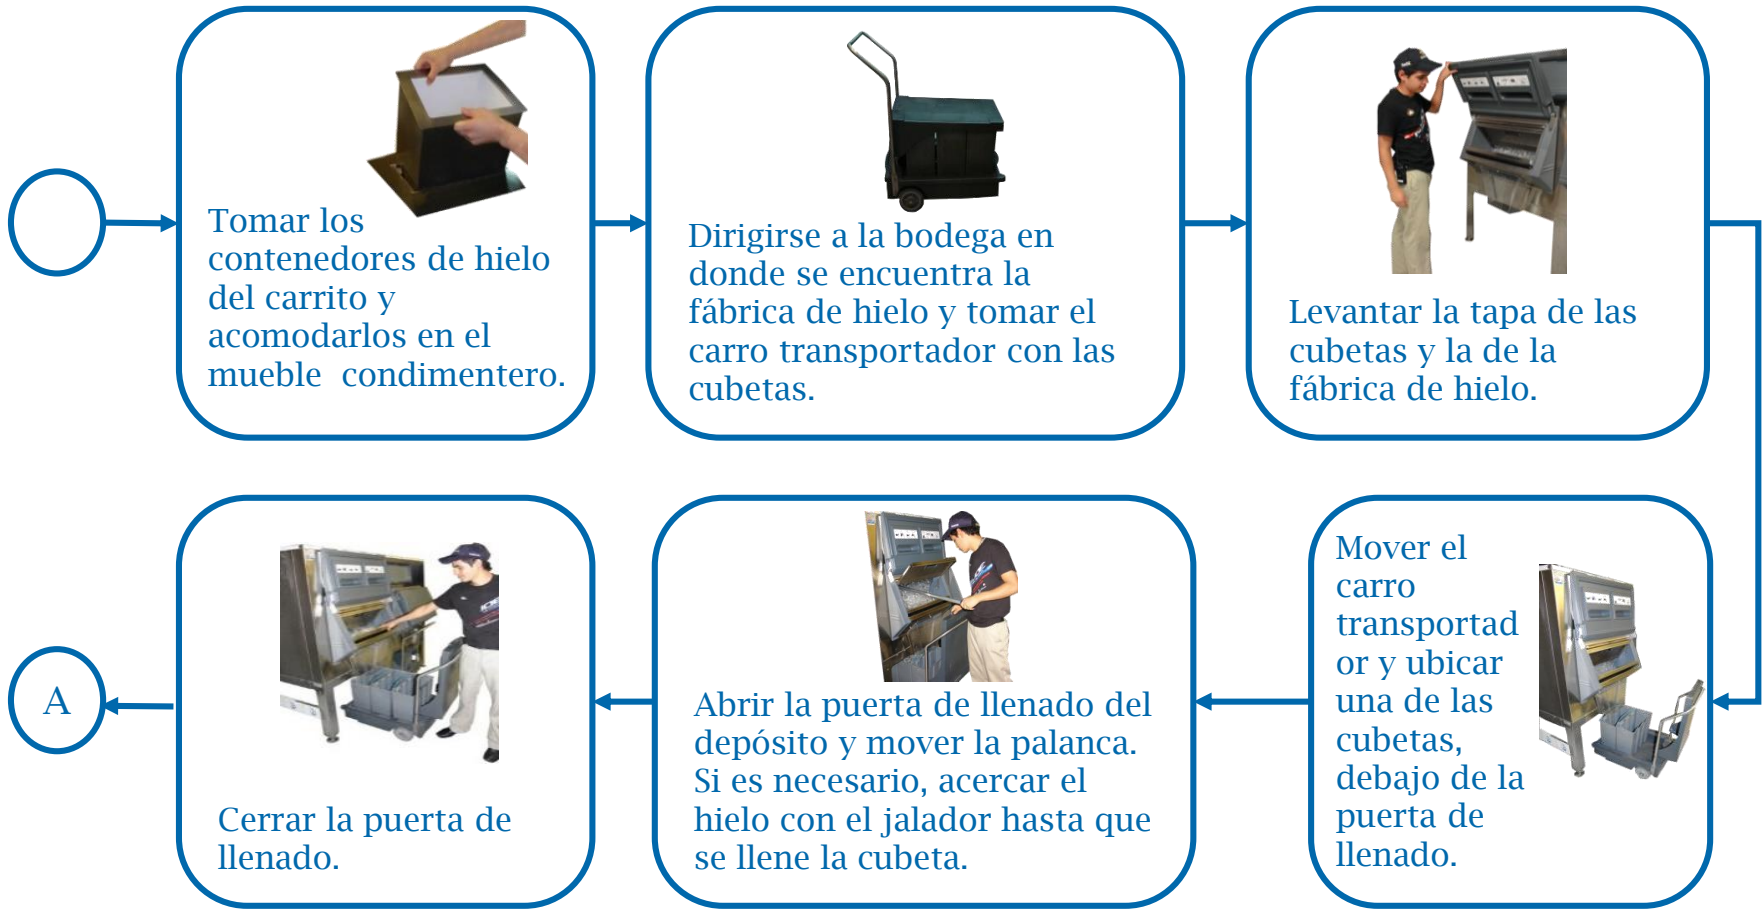 Tomar los
contenedores de hielo
del carrito y
acomodarlos en el
mueble condimentero.
Dirigirse a la bodega en
donde se encuentra la
fábrica de hielo y tomar el
carro transportador con las
cubetas.
Levantar la tapa de las
cubetas y la de la
fábrica de hielo.
Mover el
carro
transportad
or y ubicar
una de las
cubetas,
debajo de la
puerta de
llenado.
Abrir la puerta de llenado del
depósito y mover la palanca.
Si es necesario, acercar el
hielo con el jalador hasta que
se llene la cubeta.
Cerrar la puerta de
llenado.
A